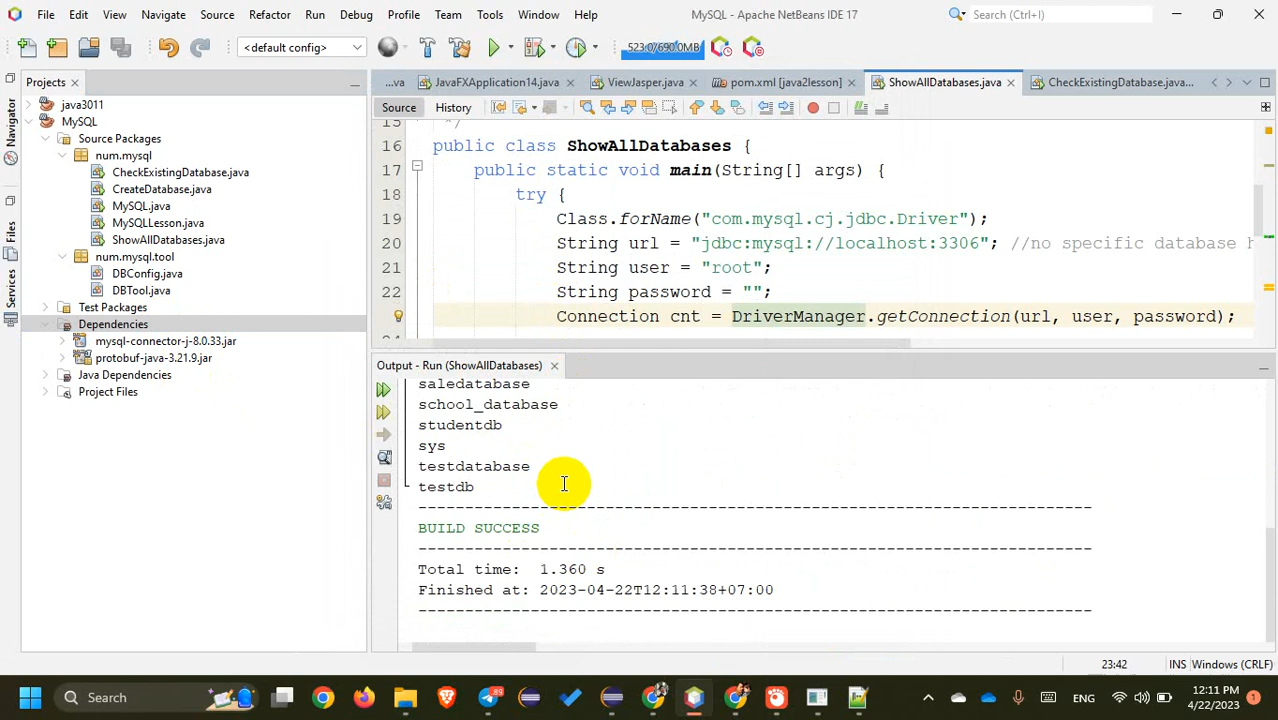 File Edit View Navigate Source Refactor Run Debug Profile Team Tools Window Help
MySQL - Apache NetBeans IDE 17
Search (Ctrl+I)
<default config>
523.0/690.0MB
Projects
...va JavaFXApplication14.java ViewJasper.java pom.xml [java2lesson] ShowAllDatabases.java CheckExistingDatabase.java...
Source History
Navigator
Files
Services
java3011
MySQL
Source Packages
num.mysql
CheckExistingDatabase.java
CreateDatabase.java
MySQL.java
MySQLLesson.java
ShowAllDatabases.java
num.mysql.tool
DBConfig.java
DBTool.java
Test Packages
Dependencies
mysql-connector-j-8.0.33.jar
protobuf-java-3.21.9.jar
Java Dependencies
Project Files
15 */
16 public class ShowAllDatabases {
17 public static void main(String[] args) {
18 try {
19 Class.forName("com.mysql.cj.jdbc.Driver");
20 String url = "jdbc:mysql://localhost:3306"; //no specific database h
21 String user = "root";
22 String password = "";
Connection cnt = DriverManager.getConnection(url, user, password);
Output - Run (ShowAllDatabases)
saledatabase
school_database
studentdb
sys
testdatabase
testdb
------------------------------------------------------------------------
BUILD SUCCESS
------------------------------------------------------------------------
Total time:  1.360 s
Finished at: 2023-04-22T12:11:38+07:00
------------------------------------------------------------------------
23:42 INS Windows (CRLF)
Search
89
ENG
12:11 PM
4/22/2023
1